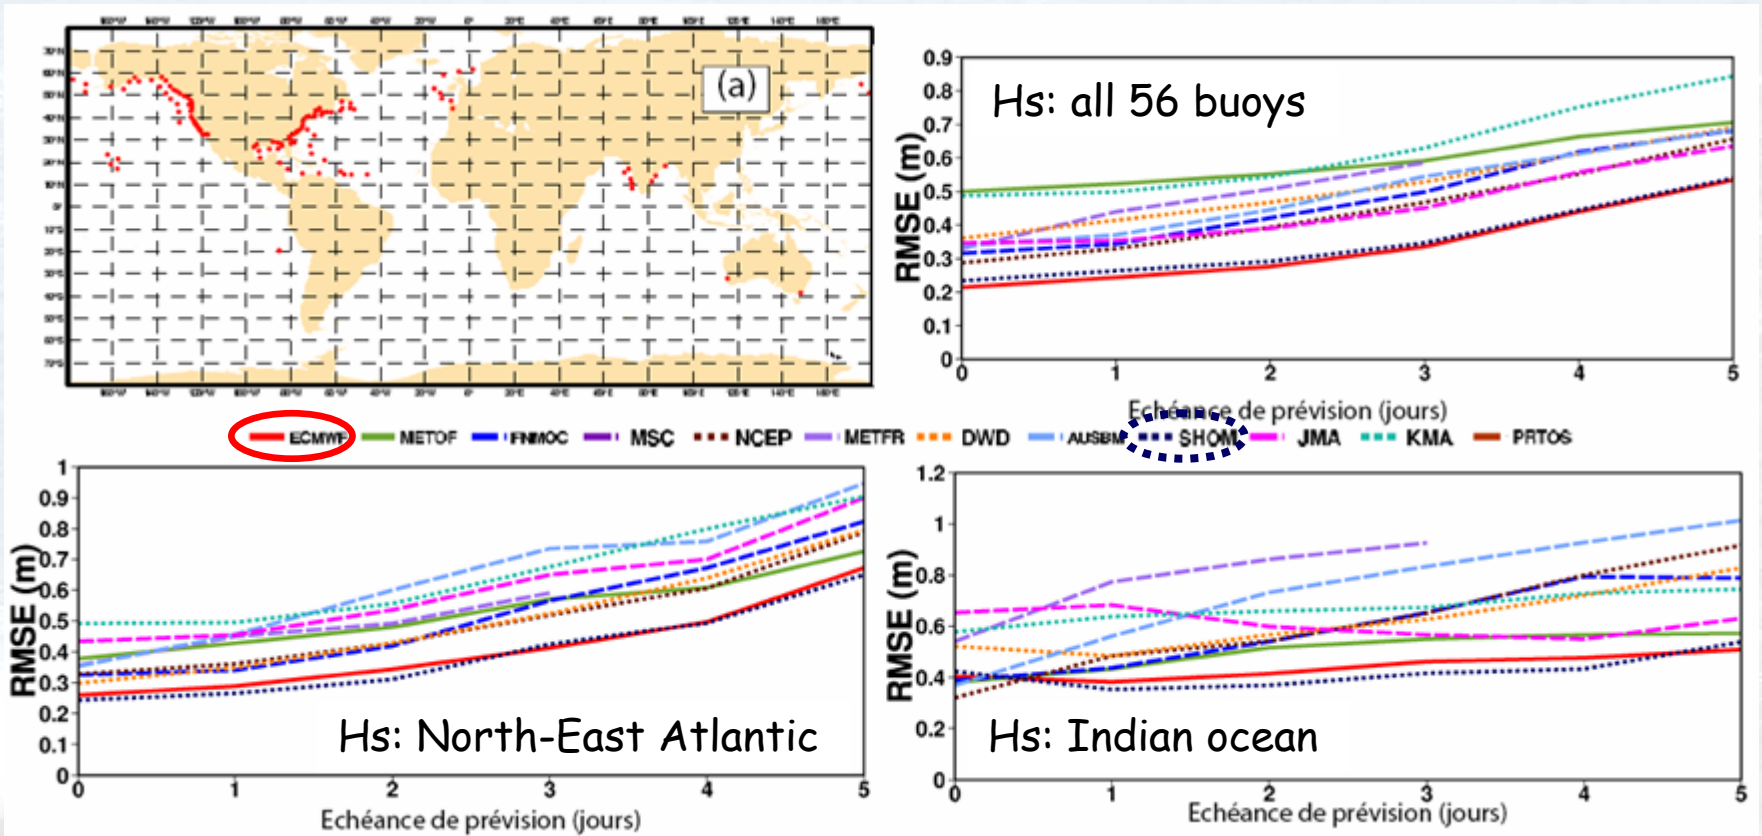 (a)
Hs: all 56 buoys
RMSE (m)
0.9
0.8
0.7
0.6
0.5
0.4
0.3
0.2
0.1
0
0 1 2 3 4 5
Echéance de prévision (jours)
ECMWF METOF FNMOC MSC NCEP METFR DWD AUSBM SHOM JMA KMA PRTOS
RMSE (m)
1
0.9
0.8
0.7
0.6
0.5
0.4
0.3
0.2
0.1
0
Hs: North-East Atlantic
0 1 2 3 4 5
Echéance de prévision (jours)
RMSE (m)
1.2
1
0.8
0.6
0.4
0.2
0
Hs: Indian ocean
0 1 2 3 4 5
Echéance de prévision (jours)